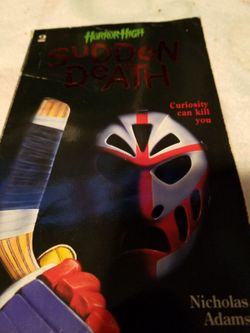 2
HORROR HIGH
SUDDEN
DEATH
Curiosity
can kill
you
Nicholas
Adams